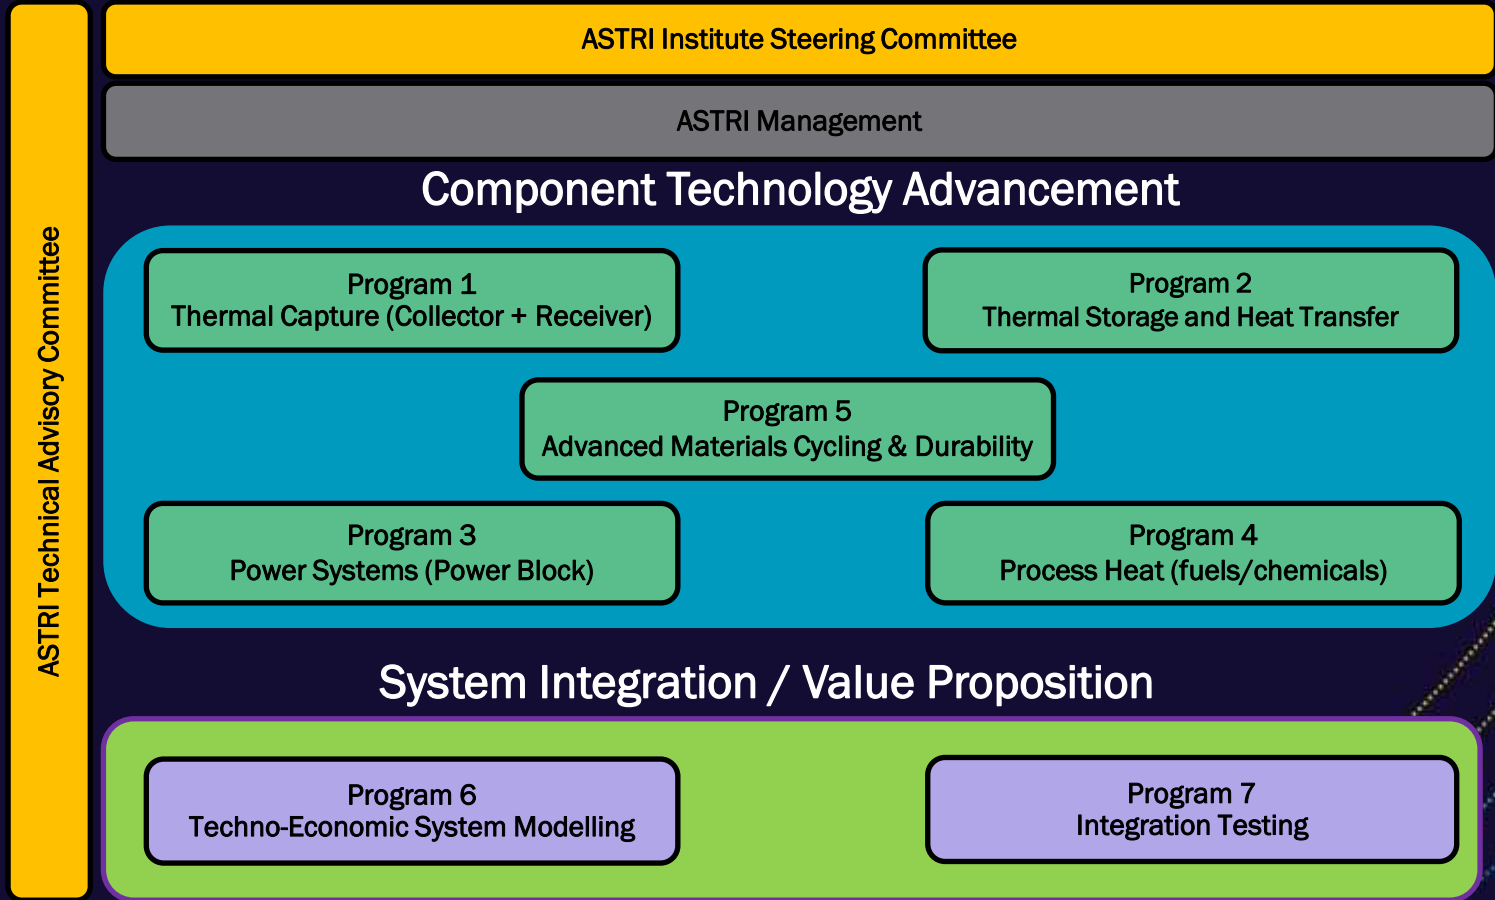 ASTRI Technical Advisory Committee
ASTRI Institute Steering Committee
ASTRI Management
Component Technology Advancement
Program 1
Thermal Capture (Collector + Receiver)
Program 2
Thermal Storage and Heat Transfer
Program 5
Advanced Materials Cycling & Durability
Program 3
Power Systems (Power Block)
Program 4
Process Heat (fuels/chemicals)
System Integration / Value Proposition
Program 6
Techno-Economic System Modelling
Program 7
Integration Testing